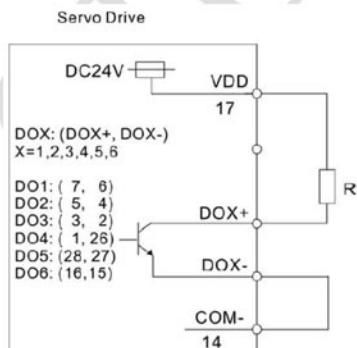 Servo Drive
DC24V
VDD
17
DOX: (DOX+, DOX-)
X=1,2,3,4,5,6
R
DO1: ( 7, 6)
DO2: ( 5, 4)
DO3: ( 3, 2)
DO4: ( 1, 26)
DO5: (28, 27)
DO6: (16,15)
DOX+
DOX-
COM-
14